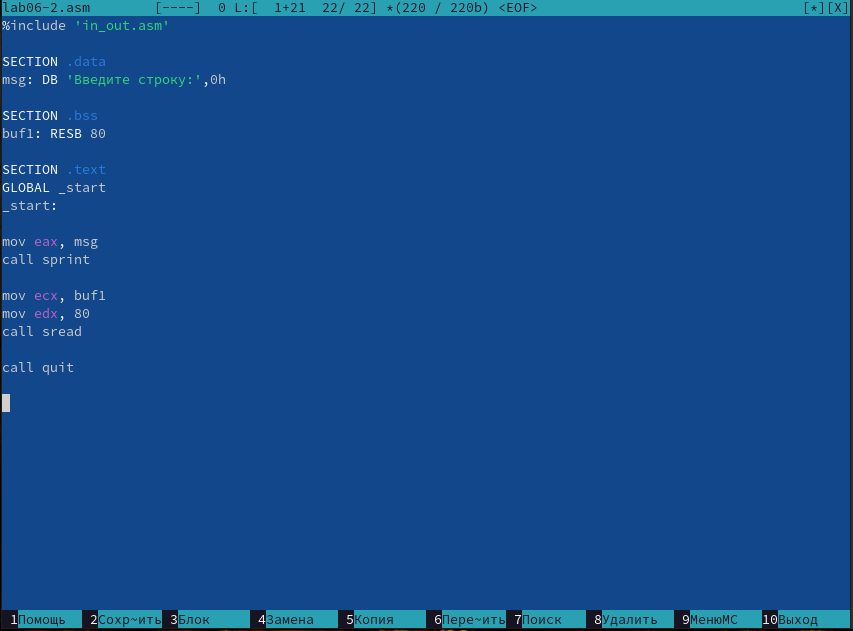 lab06-2.asm [----] 0 L:[ 1+21 22/ 22] *(220 / 220b) <EOF> [*][X]
%include 'in_out.asm'
SECTION .data
msg: DB 'Введите строку:',0h
SECTION .bss
buf1: RESB 80
SECTION .text
GLOBAL _start
_start:
mov eax, msg
call sprint
mov ecx, buf1
mov edx, 80
call sread
call quit
1Помощь 2Сохр~ить 3Блок 4Замена 5Копия 6Пере~ить 7Поиск 8Удалить 9МенюMC 10Выход